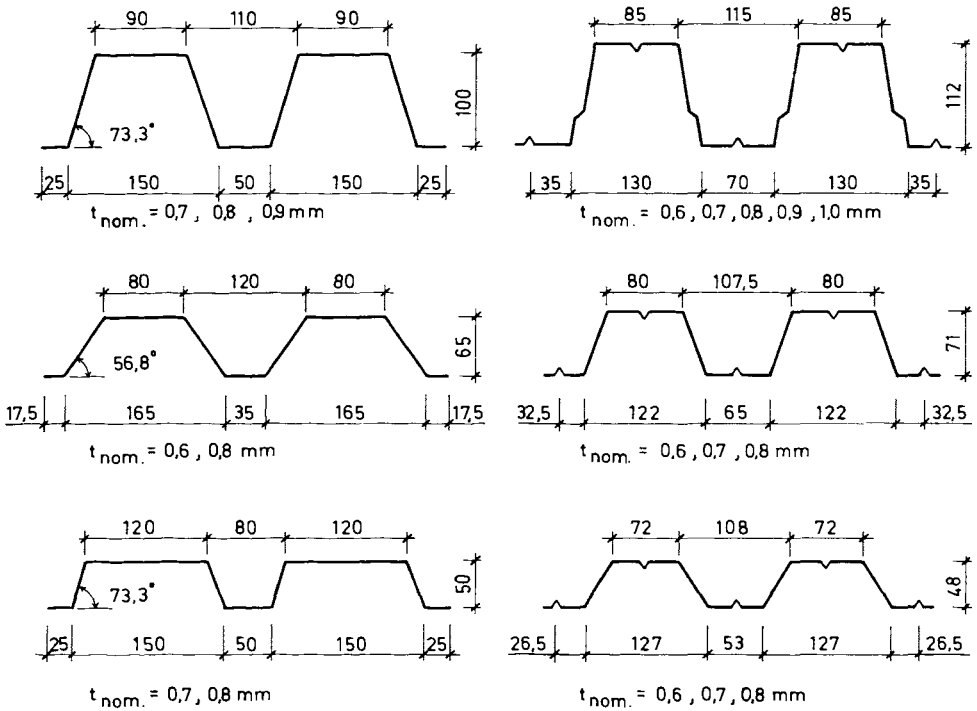 90 110 90
100
73,3°
25 150 50 150 25
t nom. = 0,7 , 0,8 , 0,9 mm
85 115 85
112
35 130 70 130 35
t nom. = 0,6 , 0,7 , 0,8 , 0,9 , 1,0 mm
80 120 80
65
56,8°
17,5 165 35 165 17,5
t nom. = 0,6 , 0,8 mm
80 107,5 80
71
32,5 122 65 122 32,5
t nom. = 0,6 , 0,7 , 0,8 mm
120 80 120
50
73,3°
25 150 50 150 25
t nom. = 0,7 , 0,8 mm
72 108 72
48
26,5 127 53 127 26,5
t nom. = 0,6 , 0,7 , 0,8 mm